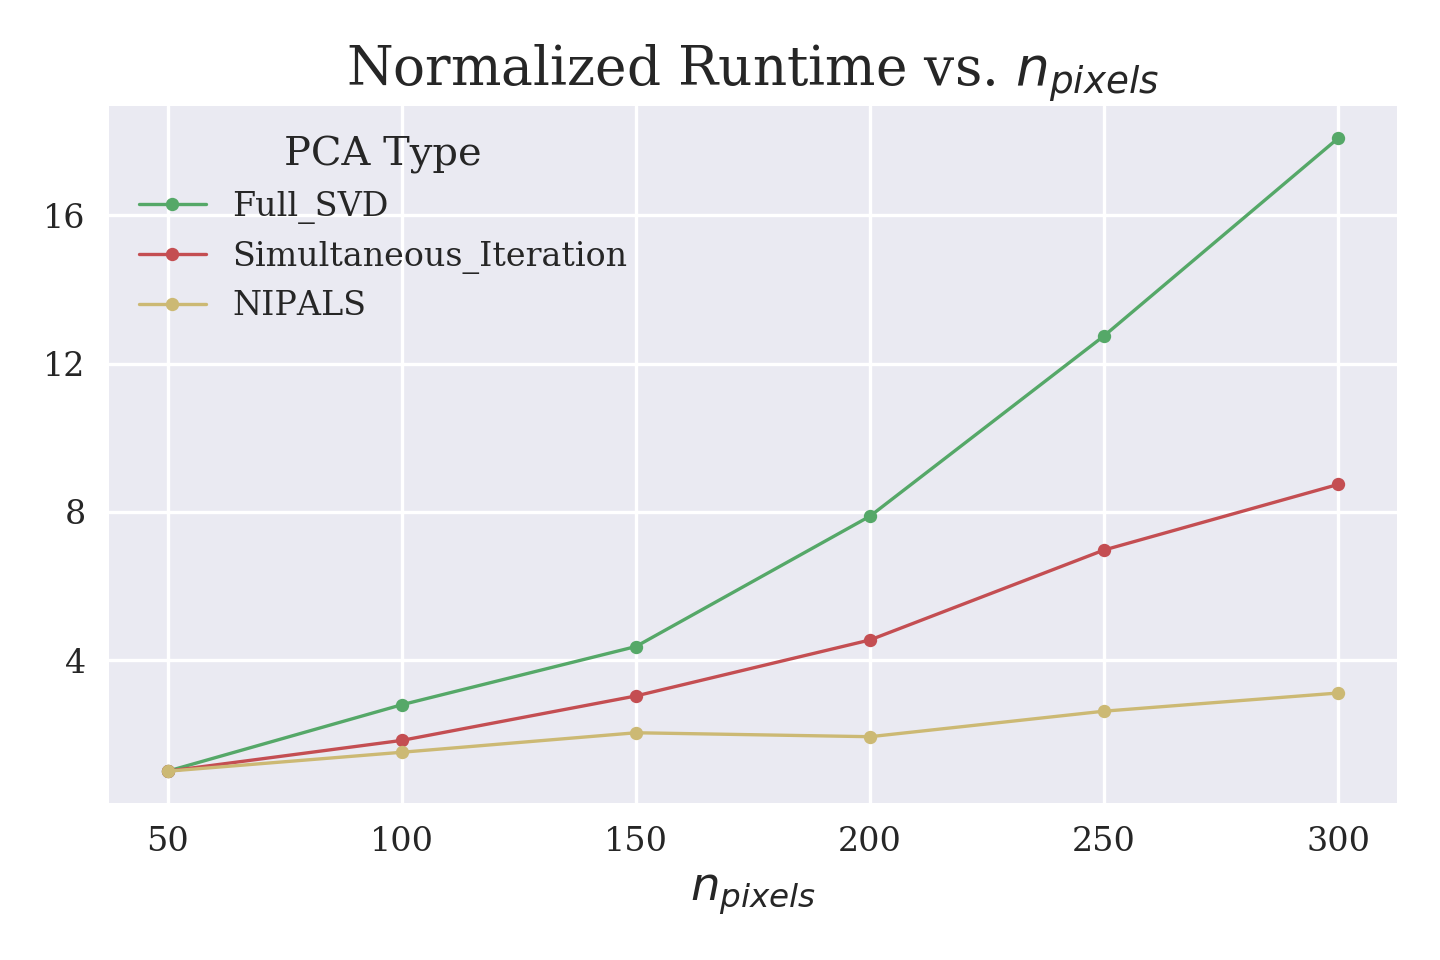 Normalized Runtime vs. n_pixels
PCA Type
Full_SVD
Simultaneous_Iteration
NIPALS
16
12
8
4
50 100 150 200 250 300
n_pixels